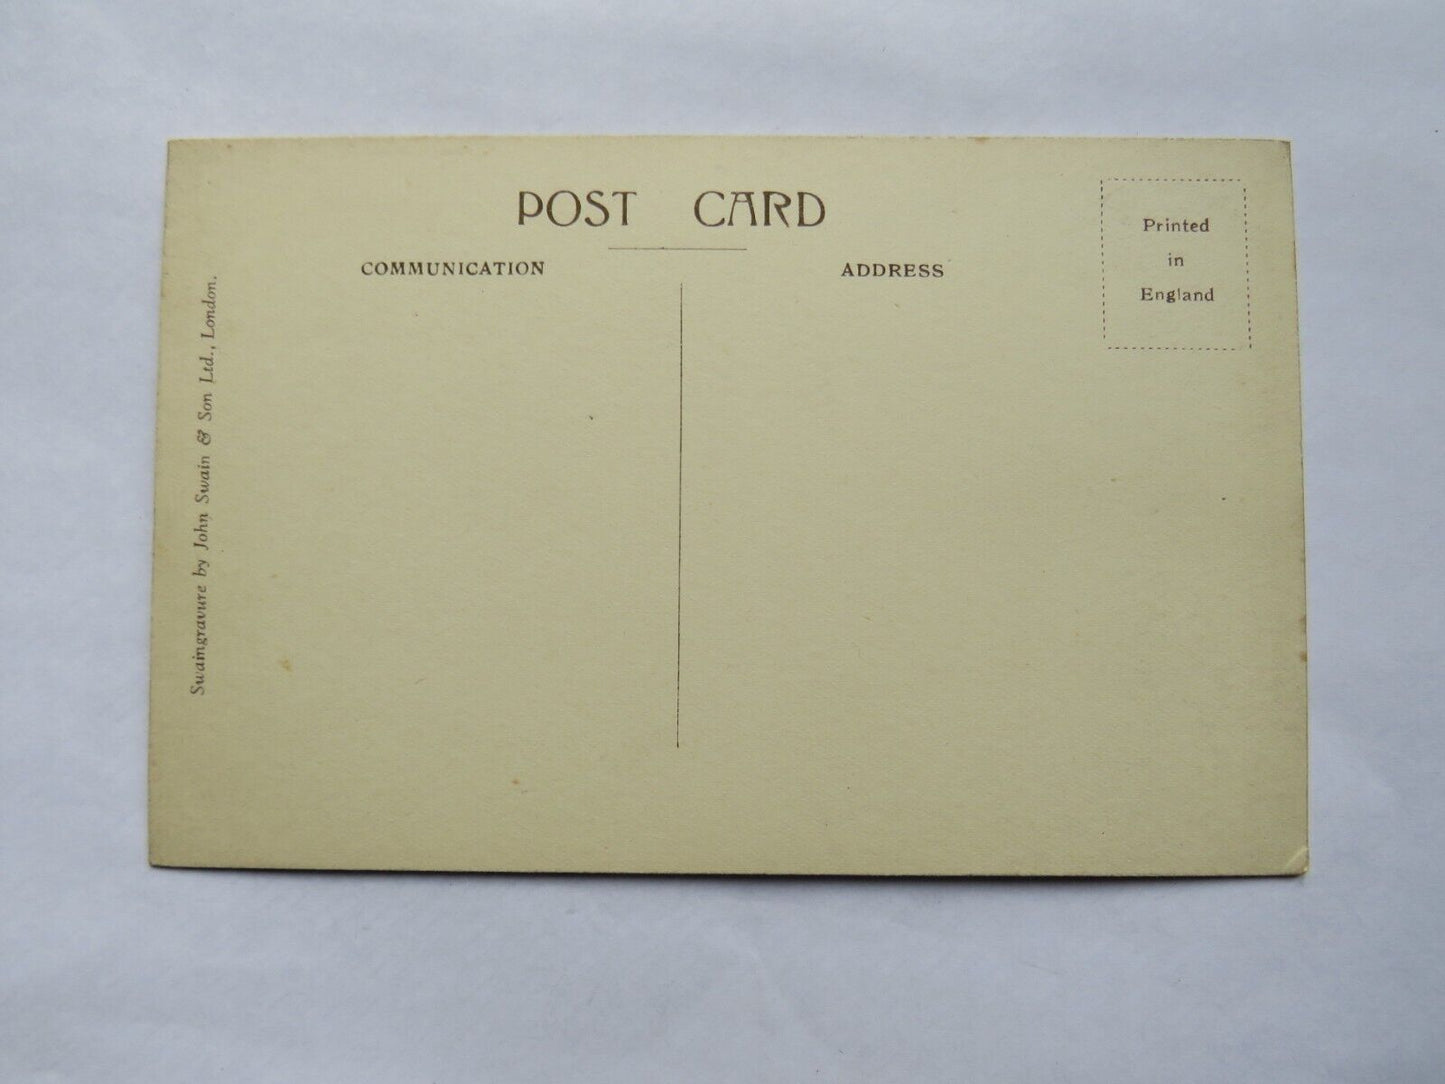 POST CARD
COMMUNICATION
ADDRESS
Printed
in
England
Swaingravure by John Swain & Son Ltd., London.